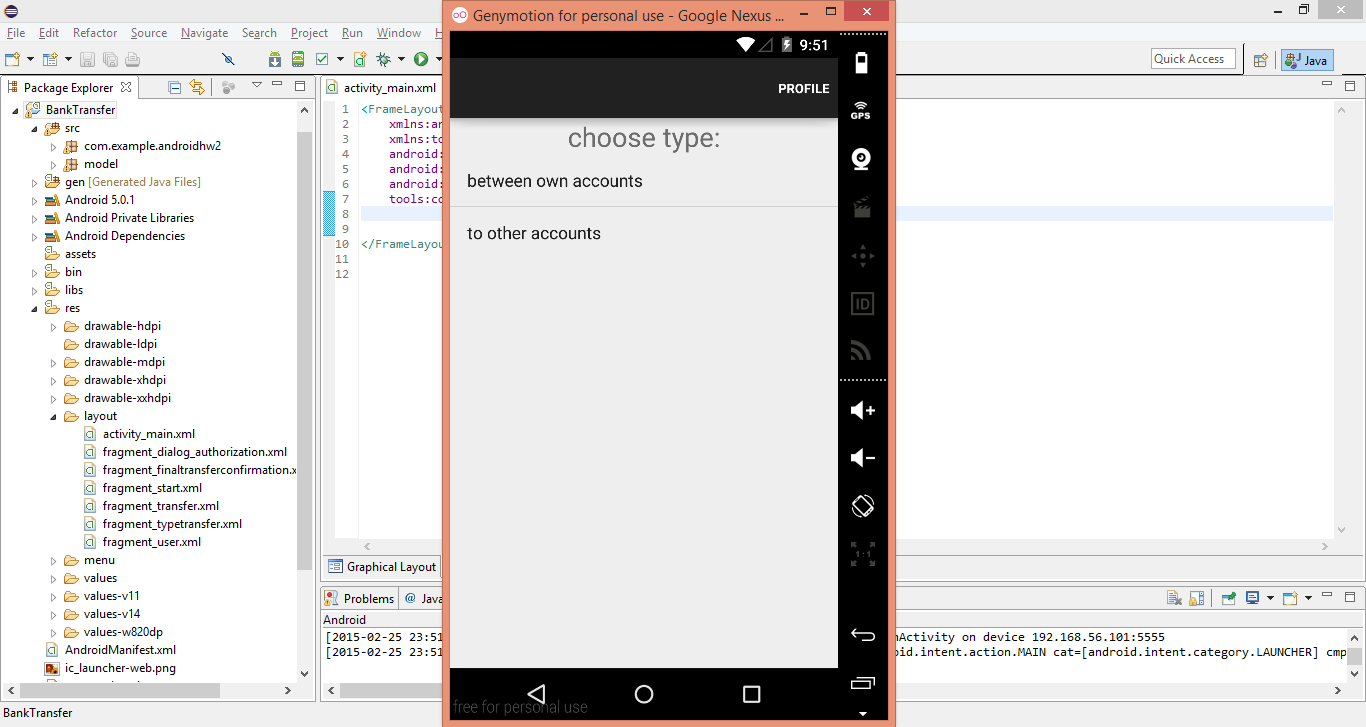 Genymotion for personal use - Google Nexus ...
File Edit Refactor Source Navigate Search Project Run Window
Quick Access
Java
Package Explorer
BankTransfer
src
com.example.androidhw2
model
gen [Generated Java Files]
Android 5.0.1
Android Private Libraries
Android Dependencies
assets
bin
libs
res
drawable-hdpi
drawable-ldpi
drawable-mdpi
drawable-xhdpi
drawable-xxhdpi
layout
activity_main.xml
fragment_dialog_authorization.xml
fragment_finaltransferconfirmation.x
fragment_start.xml
fragment_transfer.xml
fragment_typetransfer.xml
fragment_user.xml
menu
values
values-v11
values-v14
values-w820dp
AndroidManifest.xml
ic_launcher-web.png
BankTransfer
activity_main.xml
1 <FrameLayout
2 xmlns:an
3 xmlns:to
4 android:
5 android:
6 android:
7 tools:co
8
9
10 </FrameLayou
11
12
Graphical Layout
Problems @ Java
Android
[2015-02-25 23:51
[2015-02-25 23:51
nActivity on device 192.168.56.101:5555
oid.intent.action.MAIN cat=[android.intent.category.LAUNCHER] cmp
9:51
PROFILE
choose type:
between own accounts
to other accounts
free for personal use
GPS
ID
1:1